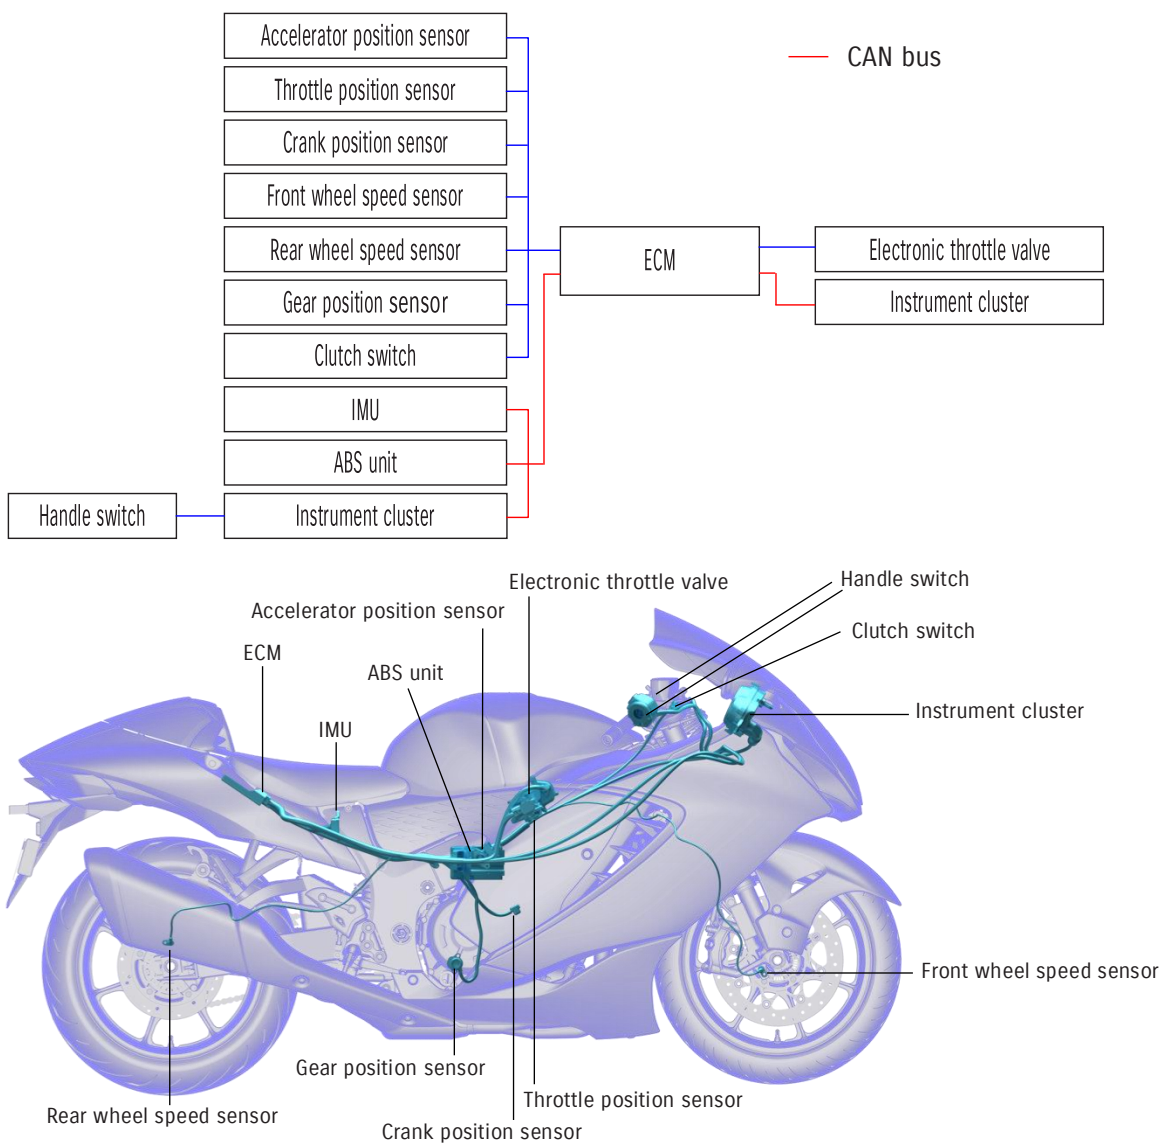 Accelerator position sensor
CAN bus
Throttle position sensor
Crank position sensor
Front wheel speed sensor
Rear wheel speed sensor
ECM
Electronic throttle valve
Gear position sensor
Instrument cluster
Clutch switch
IMU
ABS unit
Handle switch
Instrument cluster
Electronic throttle valve
Handle switch
Accelerator position sensor
Clutch switch
ECM
ABS unit
Instrument cluster
IMU
Front wheel speed sensor
Gear position sensor
Throttle position sensor
Rear wheel speed sensor
Crank position sensor